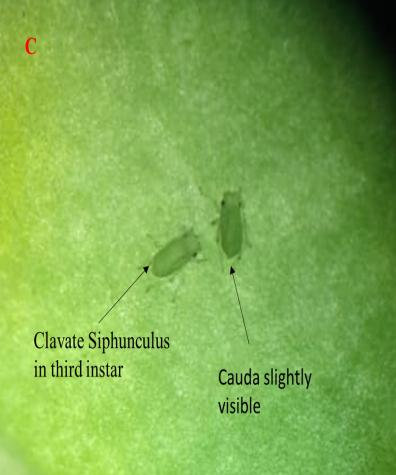 C
Clavate Siphunculus
in third instar
Cauda slightly
visible